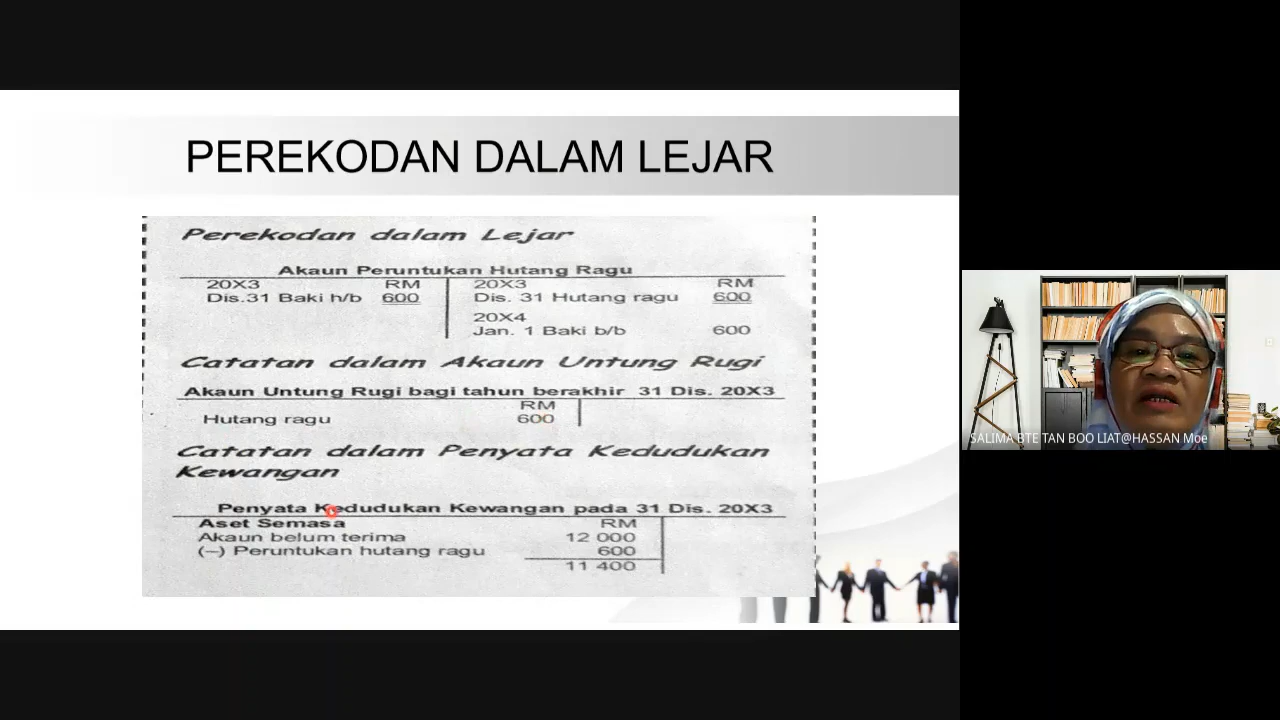 PEREKODAN DALAM LEJAR
Perekodan dalam Lejar
Akaun Peruntukan Hutang Ragu
20X3 RM 20X3 RM
Dis.31 Baki h/b 600 Dis. 31 Hutang ragu 600
20X4
Jan. 1 Baki b/b 600
Catatan dalam Akaun Untung Rugi
Akaun Untung Rugi bagi tahun berakhir 31 Dis. 20X3
RM
Hutang ragu 600
Catatan dalam Penyata Kedudukan
Kewangan
Penyata Kedudukan Kewangan pada 31 Dis. 20X3
Aset Semasa RM
Akaun belum terima 12 000
(–) Peruntukan hutang ragu 600
11 400
SALIMA BTE TAN BOO LIAT@HASSAN Moe